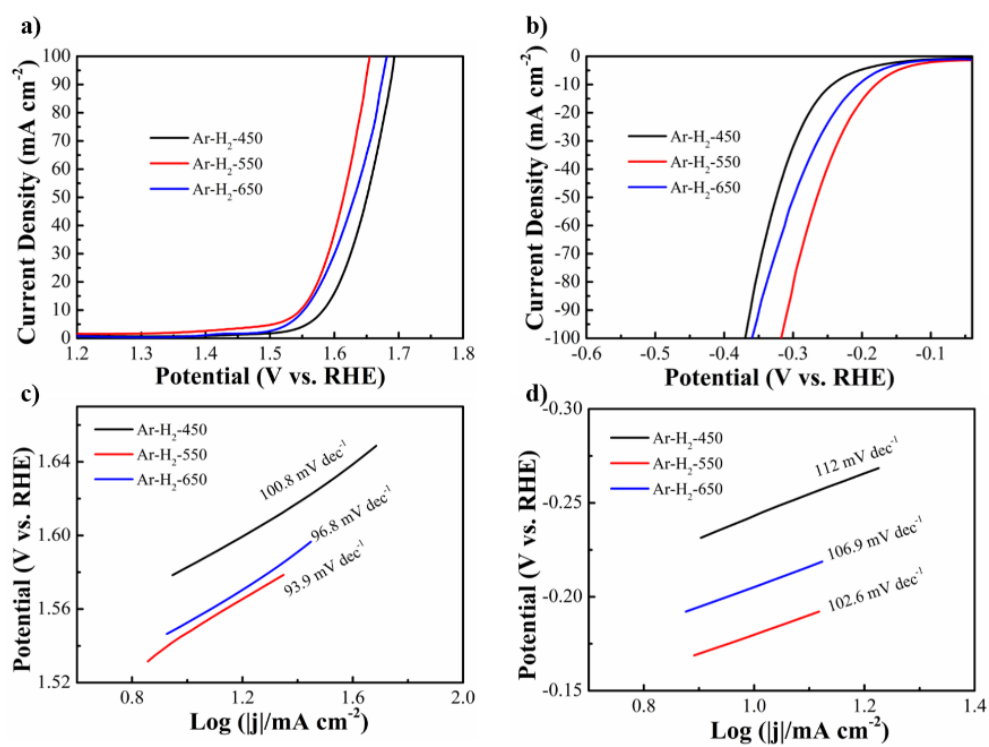 a)
Current Density (mA cm⁻²)
100
90
80
70
60
50
40
30
20
10
0
Ar-H₂-450
Ar-H₂-550
Ar-H₂-650
1.2 1.3 1.4 1.5 1.6 1.7 1.8
Potential (V vs. RHE)
b)
Current Density (mA cm⁻²)
0
-10
-20
-30
-40
-50
-60
-70
-80
-90
-100
Ar-H₂-450
Ar-H₂-550
Ar-H₂-650
-0.6 -0.5 -0.4 -0.3 -0.2 -0.1
Potential (V vs. RHE)
c)
Potential (V vs. RHE)
1.64
1.60
1.56
1.52
Ar-H₂-450
Ar-H₂-550
Ar-H₂-650
100.8 mV dec⁻¹
96.8 mV dec⁻¹
93.9 mV dec⁻¹
0.8 1.2 1.6 2.0
Log (|j|/mA cm⁻²)
d)
Potential (V vs. RHE)
-0.30
-0.25
-0.20
-0.15
Ar-H₂-450
Ar-H₂-550
Ar-H₂-650
112 mV dec⁻¹
106.9 mV dec⁻¹
102.6 mV dec⁻¹
0.8 1.0 1.2 1.4
Log (|j|/mA cm⁻²)